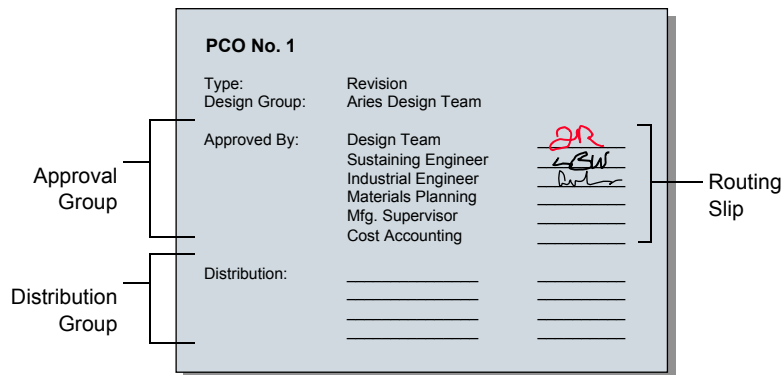 PCO No. 1
Type: Revision
Design Group: Aries Design Team
Approved By: Design Team
Sustaining Engineer
Industrial Engineer
Materials Planning
Mfg. Supervisor
Cost Accounting
Distribution:
Approval
Group
Distribution
Group
Routing
Slip